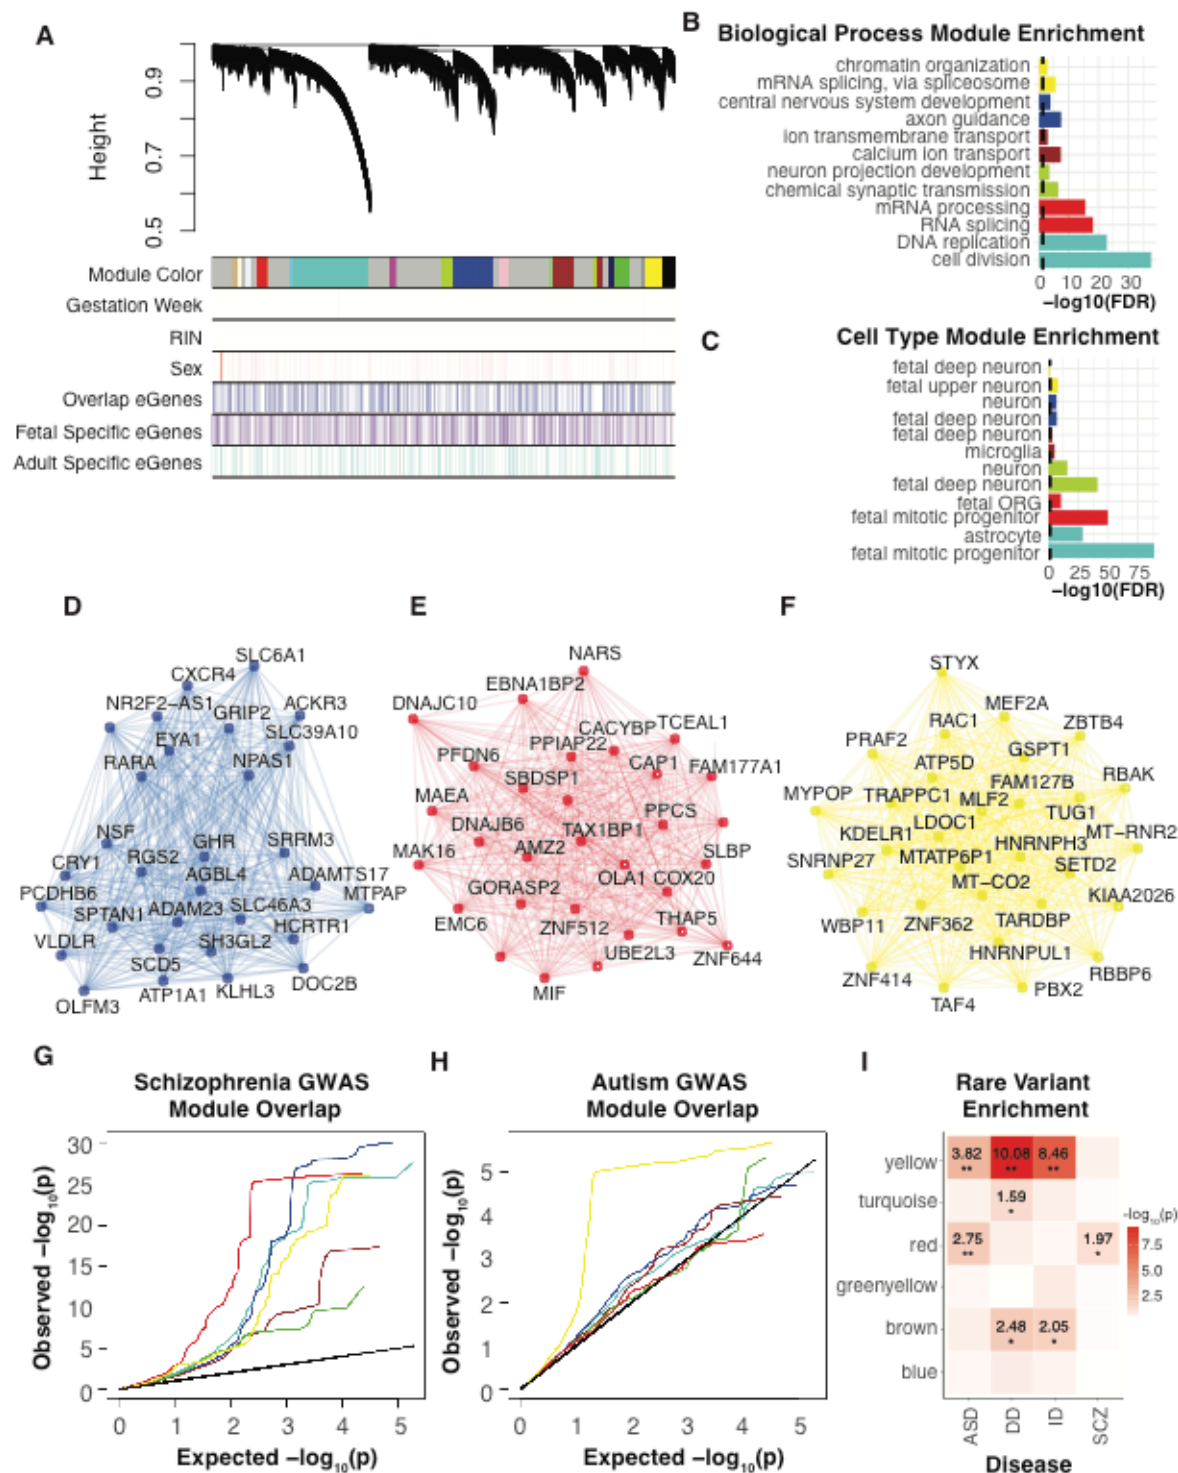 A
Height
0.9
0.7
0.5
Module Color
Gestation Week
RIN
Sex
Overlap eGenes
Fetal Specific eGenes
Adult Specific eGenes
B
Biological Process Module Enrichment
chromatin organization
mRNA splicing, via spliceosome
central nervous system development
axon guidance
ion transmembrane transport
calcium ion transport
neuron projection development
chemical synaptic transmission
mRNA processing
RNA splicing
DNA replication
cell division
0 10 20 30
−log10(FDR)
C
Cell Type Module Enrichment
fetal deep neuron
fetal upper neuron
neuron
fetal deep neuron
fetal deep neuron
microglia
neuron
fetal deep neuron
fetal ORG
fetal mitotic progenitor
astrocyte
fetal mitotic progenitor
0 25 50 75
−log10(FDR)
D
SLC6A1
CXCR4
NR2F2−AS1
ACKR3
GRIP2
EYA1
SLC39A10
RARA
NPAS1
NSF
GHR
SRRM3
CRY1
RGS2
AGBL4
ADAMTS17
PCDHB6
MTPAP
SPTAN1
ADAM23
SLC46A3
HCRTR1
VLDLR
SH3GL2
SCD5
OLFM3
ATP1A1
KLHL3
DOC2B
E
NARS
EBNA1BP2
DNAJC10
CACYBP
TCEAL1
PPIAP22
PFDN6
CAP1
FAM177A1
SBDSP1
MAEA
PPCS
DNAJB6
TAX1BP1
MAK16
AMZ2
SLBP
OLA1
COX20
GORASP2
EMC6
ZNF512
THAP5
UBE2L3
ZNF644
MIF
F
STYX
MEF2A
RAC1
ZBTB4
PRAF2
GSPT1
ATP5D
RBAK
FAM127B
MYPOP
TRAPPC1
MLF2
TUG1
LDOC1
KDELR1
HNRNPH3
MT−RNR2
SNRNP27
MTATP6P1
SETD2
MT−CO2
KIAA2026
WBP11
ZNF362
TARDBP
HNRNPUL1
ZNF414
RBBP6
TAF4
PBX2
G
Schizophrenia GWAS
Module Overlap
Observed −log10(p)
30
25
20
15
10
5
0
0 1 2 3 4 5
Expected −log10(p)
H
Autism GWAS
Module Overlap
Observed −log10(p)
5
4
3
2
1
0
0 1 2 3 4 5
Expected −log10(p)
I
Rare Variant
Enrichment
yellow
3.82 10.08 8.46
** ** **
turquoise
1.59
*
red
2.75 1.97
** *
greenyellow
brown
2.48 2.05
* *
blue
ASD DD ID SCZ
Disease
-log10(p)
7.5
5.0
2.5